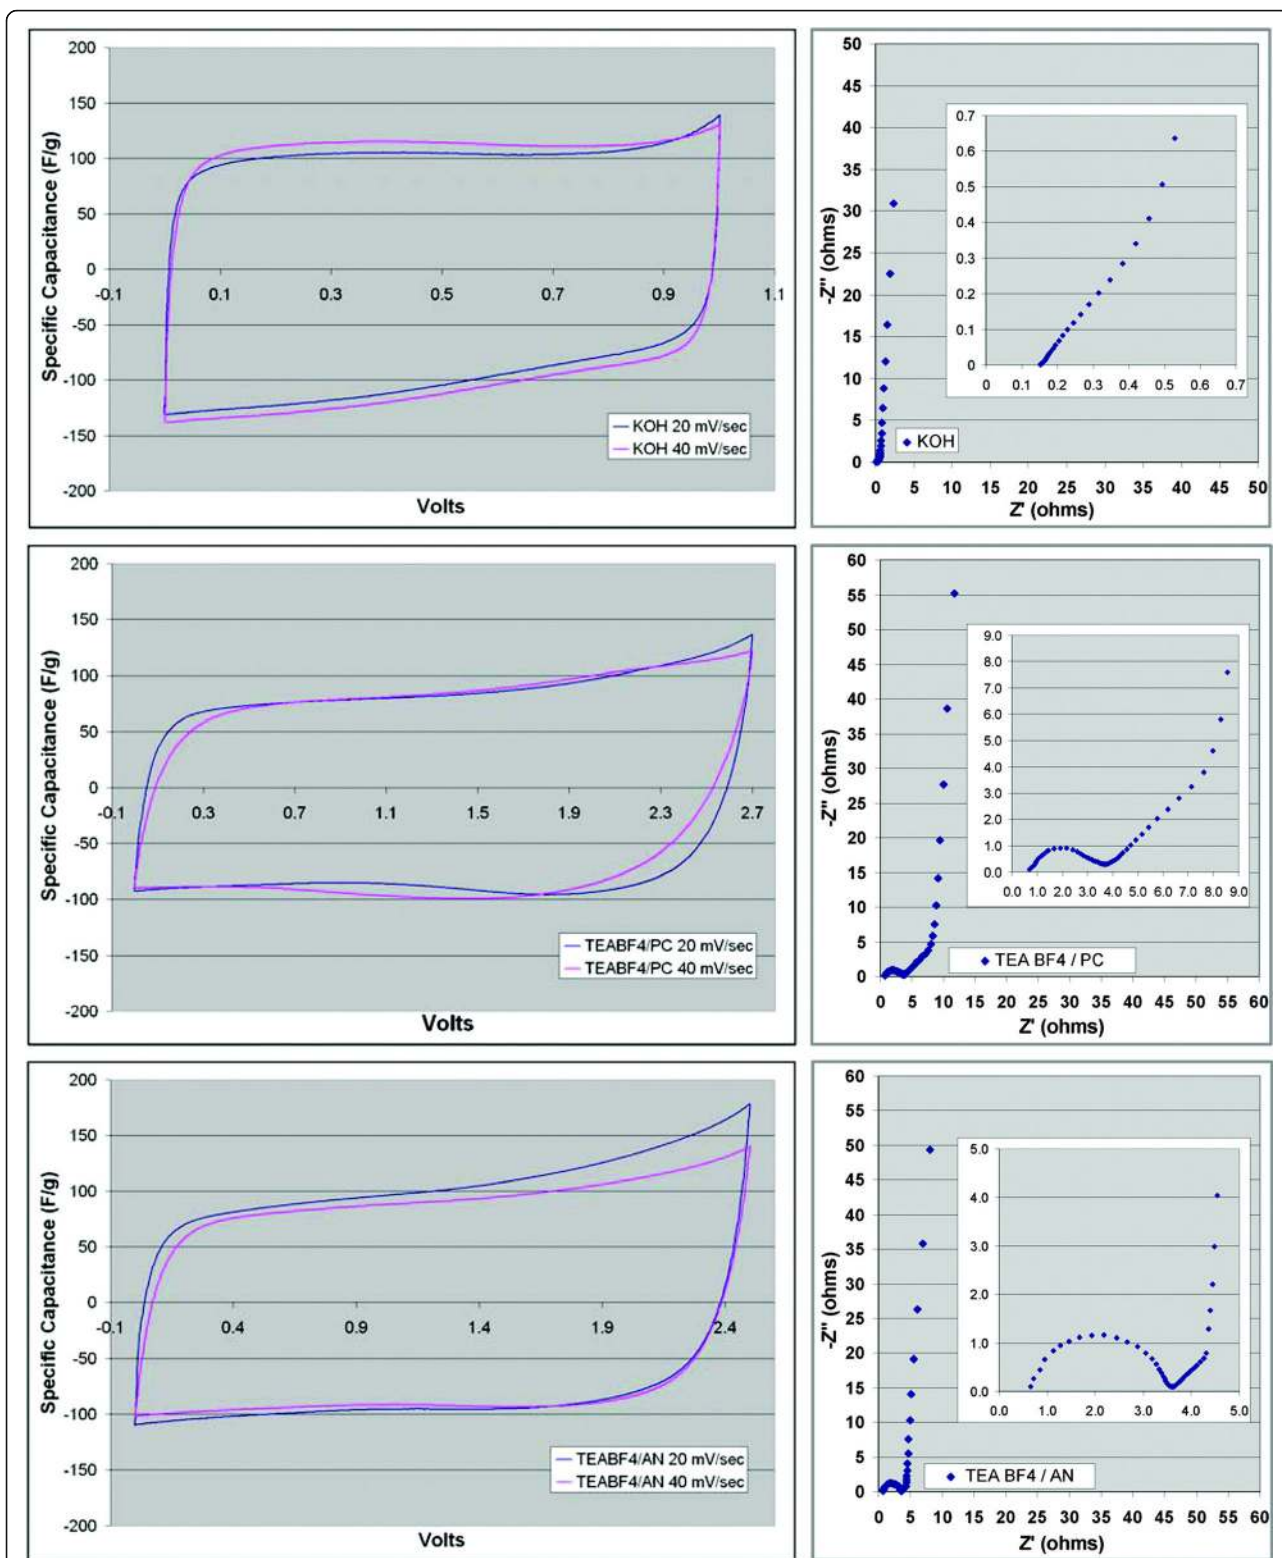 200
150
100
50
0
-50
-100
-150
-200
-0.1 0.1 0.3 0.5 0.7 0.9 1.1
Specific Capacitance (F/g)
Volts
KOH 20 mV/sec
KOH 40 mV/sec
50
45
40
35
30
25
20
15
10
5
0
0 5 10 15 20 25 30 35 40 45 50
-Z" (ohms)
Z' (ohms)
KOH
0.7
0.6
0.5
0.4
0.3
0.2
0.1
0
0 0.1 0.2 0.3 0.4 0.5 0.6 0.7
200
150
100
50
0
-50
-100
-150
-200
-0.1 0.3 0.7 1.1 1.5 1.9 2.3 2.7
Specific Capacitance (F/g)
Volts
TEABF4/PC 20 mV/sec
TEABF4/PC 40 mV/sec
60
55
50
45
40
35
30
25
20
15
10
5
0
0 5 10 15 20 25 30 35 40 45 50 55 60
-Z" (ohms)
Z' (ohms)
TEA BF4 / PC
9.0
8.0
7.0
6.0
5.0
4.0
3.0
2.0
1.0
0.0
0.0 1.0 2.0 3.0 4.0 5.0 6.0 7.0 8.0 9.0
200
150
100
50
0
-50
-100
-150
-200
-0.1 0.4 0.9 1.4 1.9 2.4
Specific Capacitance (F/g)
Volts
TEABF4/AN 20 mV/sec
TEABF4/AN 40 mV/sec
60
55
50
45
40
35
30
25
20
15
10
5
0
0 5 10 15 20 25 30 35 40 45 50 55 60
-Z" (ohms)
Z' (ohms)
TEA BF4 / AN
5.0
4.0
3.0
2.0
1.0
0.0
0.0 1.0 2.0 3.0 4.0 5.0